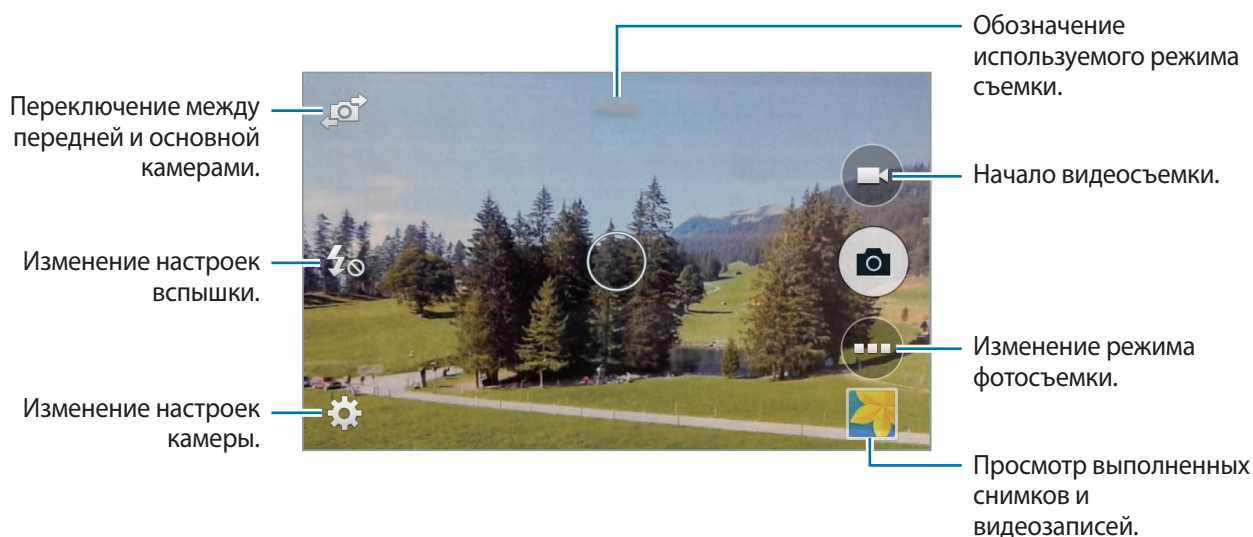 Обозначение
используемого режима
съемки.
Переключение между
передней и основной
камерами.
Начало видеосъемки.
Изменение настроек
вспышки.
Изменение режима
фотосъемки.
Изменение настроек
камеры.
Просмотр выполненных
снимков и
видеозаписей.